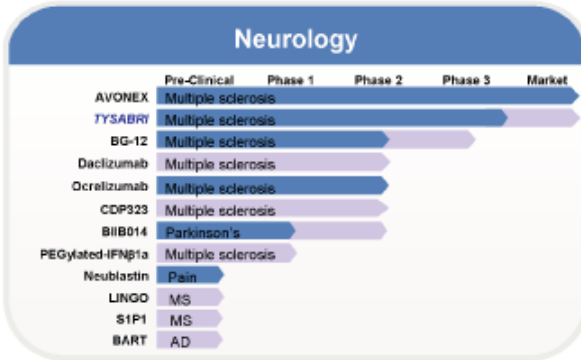 Neurology
Pre-Clinical Phase 1 Phase 2 Phase 3 Market
AVONEX Multiple sclerosis
TYSABRI Multiple sclerosis
BG-12 Multiple sclerosis
Daclizumab Multiple sclerosis
Ocrelizumab Multiple sclerosis
CDP323 Multiple sclerosis
BIIB014 Parkinson's
PEGylated-IFNβ1a Multiple sclerosis
Neublastin Pain
LINGO MS
S1P1 MS
BART AD